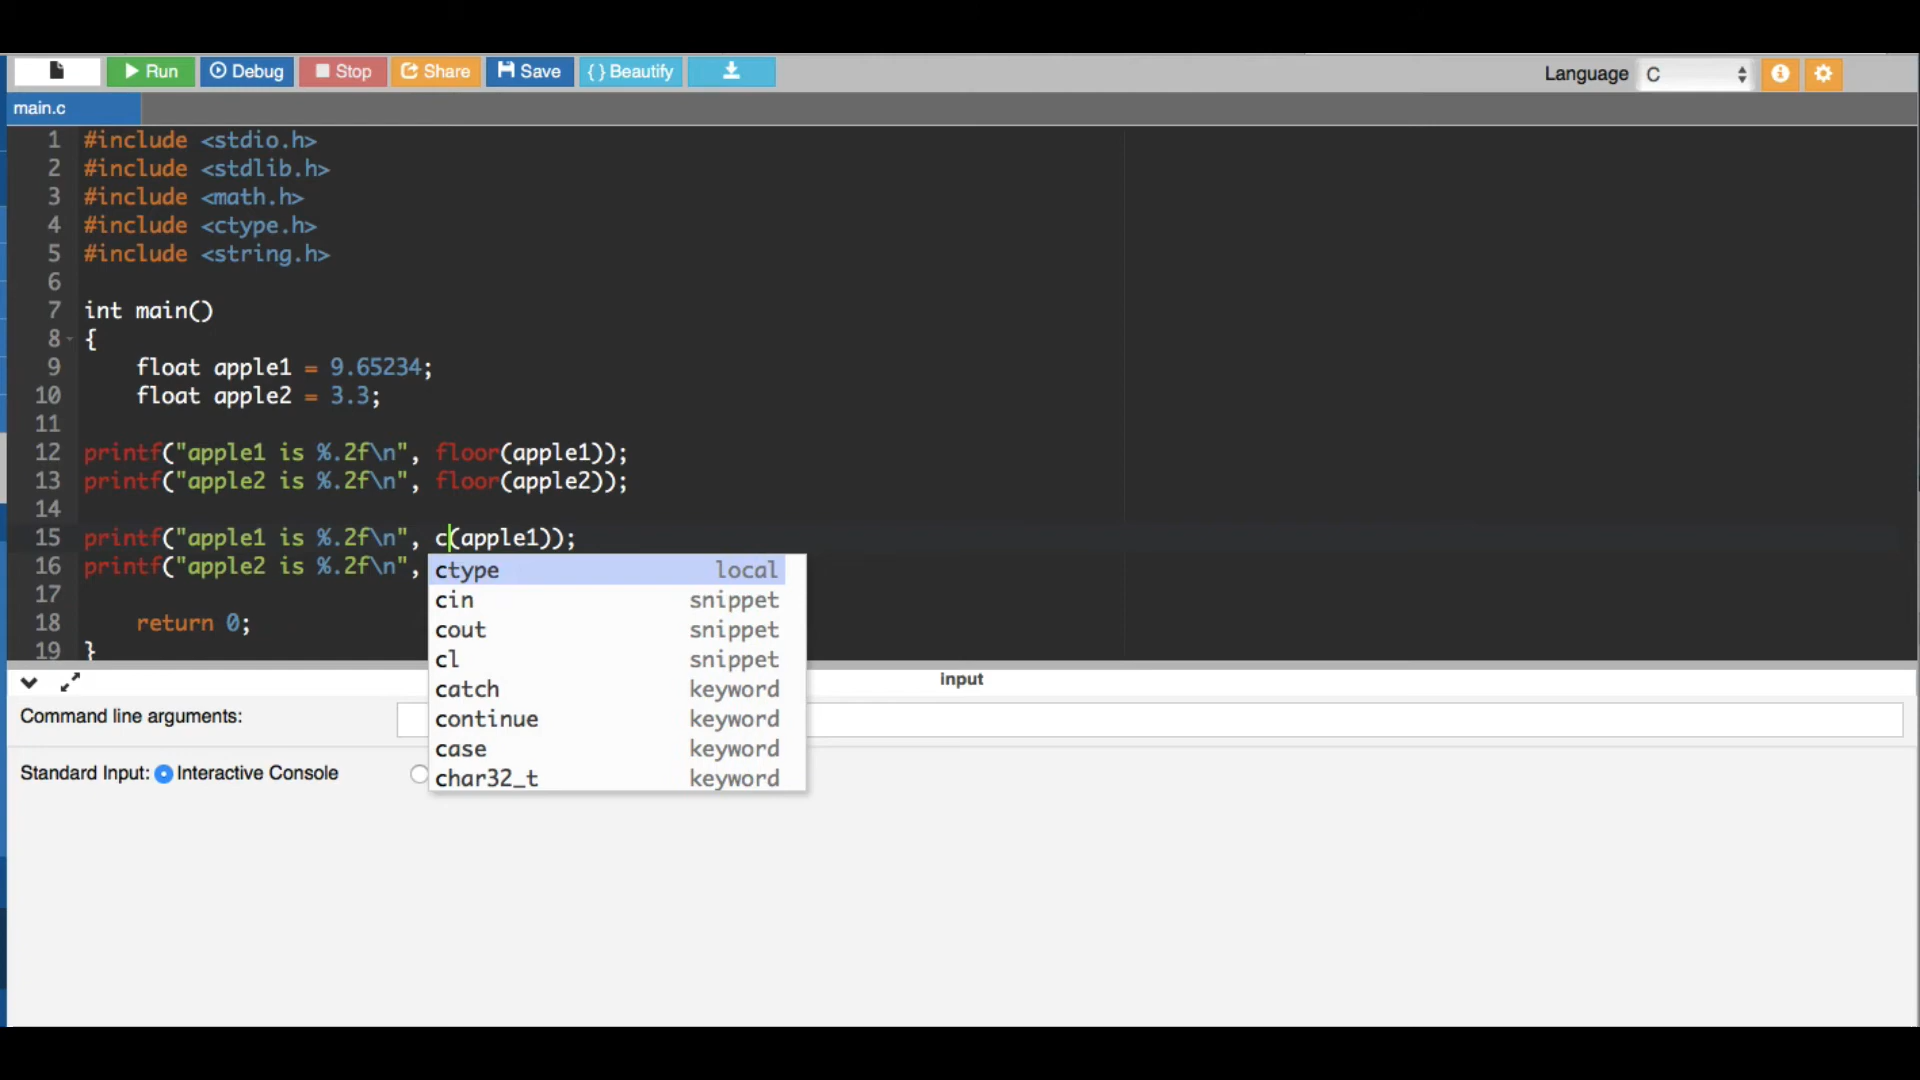 Run Debug Stop Share Save {} Beautify Language C
main.c
1 #include <stdio.h>
2 #include <stdlib.h>
3 #include <math.h>
4 #include <ctype.h>
5 #include <string.h>
6
7 int main()
8 {
9 float apple1 = 9.65234;
10 float apple2 = 3.3;
11
12 printf("apple1 is %.2f\n", floor(apple1));
13 printf("apple2 is %.2f\n", floor(apple2));
14
15 printf("apple1 is %.2f\n", c(apple1));
16 printf("apple2 is %.2f\n",
17
18 return 0;
19 }
ctype local
cin snippet
cout snippet
cl snippet
catch keyword
continue keyword
case keyword
char32_t keyword
input
Command line arguments:
Standard Input: Interactive Console